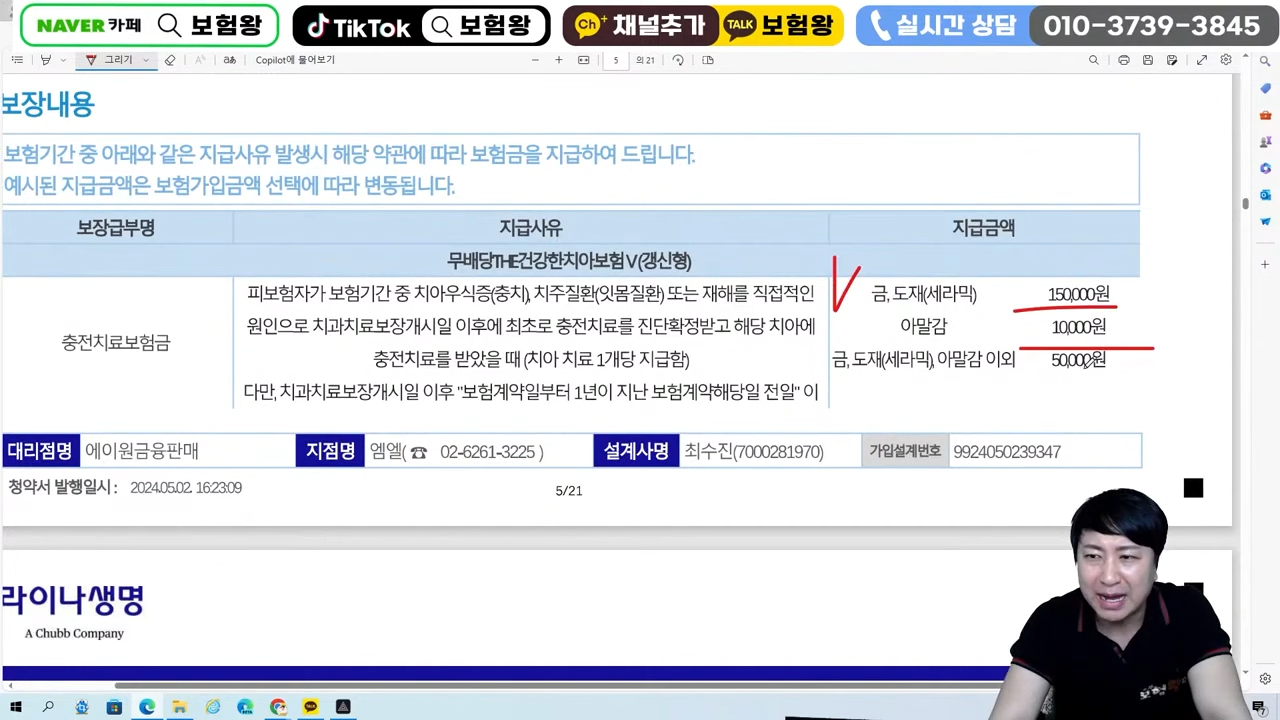 NAVER 카페 보험왕
TikTok 보험왕
Ch+ 채널추가 TALK 보험왕
실시간 상담 010-3739-3845
그리기 aあ Copilot에 물어보기 5 의 21
보장내용
보험기간 중 아래와 같은 지급사유 발생시 해당 약관에 따라 보험금을 지급하여 드립니다.
예시된 지급금액은 보험가입금액 선택에 따라 변동됩니다.
보장급부명 지급사유 지급금액
무배당THE건강한치아보험 V(갱신형)
피보험자가 보험기간 중 치아우식증(충치), 치주질환(잇몸질환) 또는 재해를 직접적인 금, 도재(세라믹) 150,000원
원인으로 치과치료보장개시일 이후에 최초로 충전치료를 진단확정받고 해당 치아에 아말감 10,000원
충전치료보험금
충전치료를 받았을 때 (치아 치료 1개당 지급함) 금, 도재(세라믹), 아말감 이외 50,000원
다만, 치과치료보장개시일 이후 "보험계약일부터 1년이 지난 보험계약해당일 전일" 이
대리점명 에이원금융판매 지점명 엠엘( ☎ 02-6261-3225 ) 설계사명 최수진(7000281970) 가입설계번호 9924050239347
청약서 발행일시 : 2024.05.02. 16:23:09
5/21
라이나생명
A Chubb Company